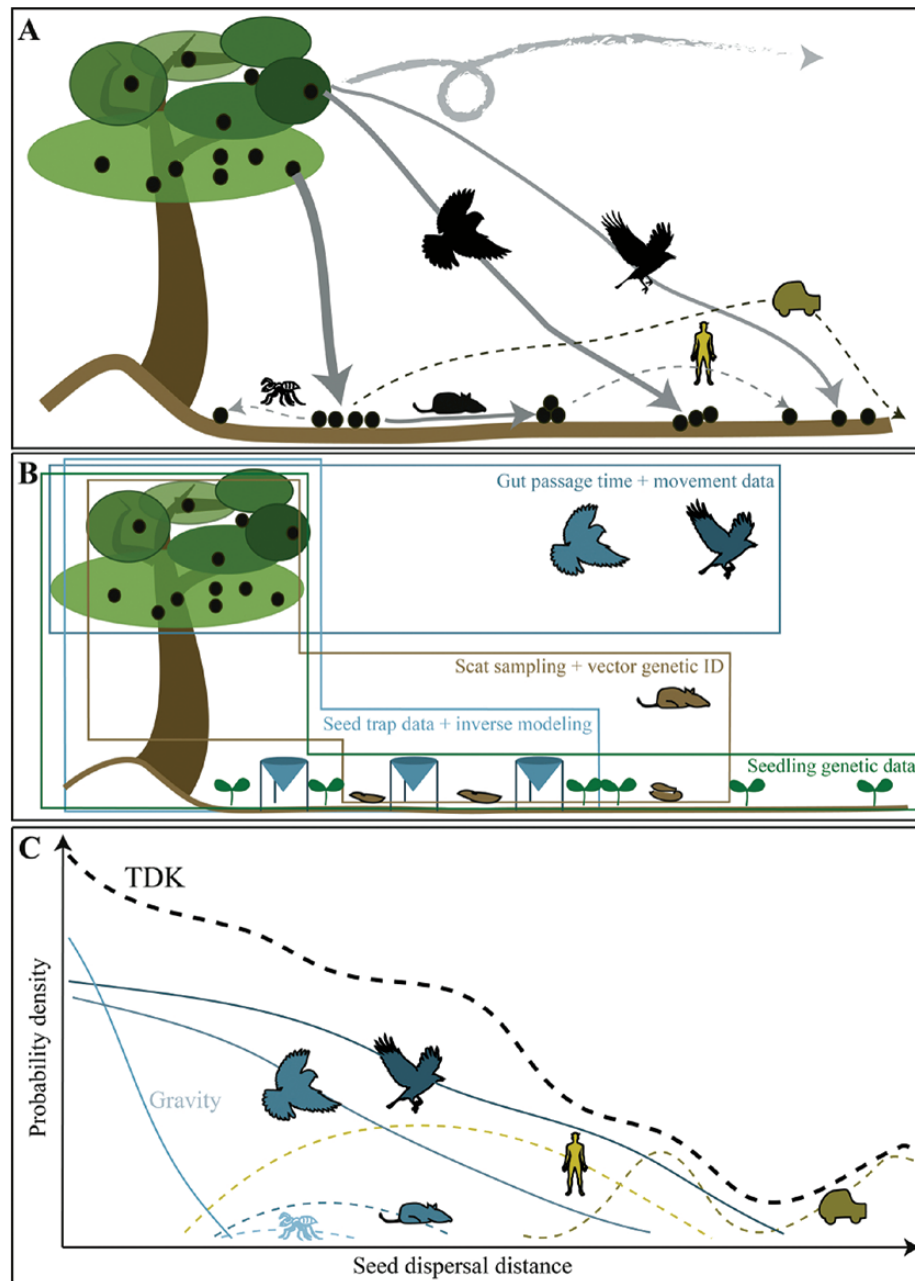 A
B
Gut passage time + movement data
Scat sampling + vector genetic ID
Seed trap data + inverse modeling
Seedling genetic data
C
TDK
Probability density
Gravity
Seed dispersal distance